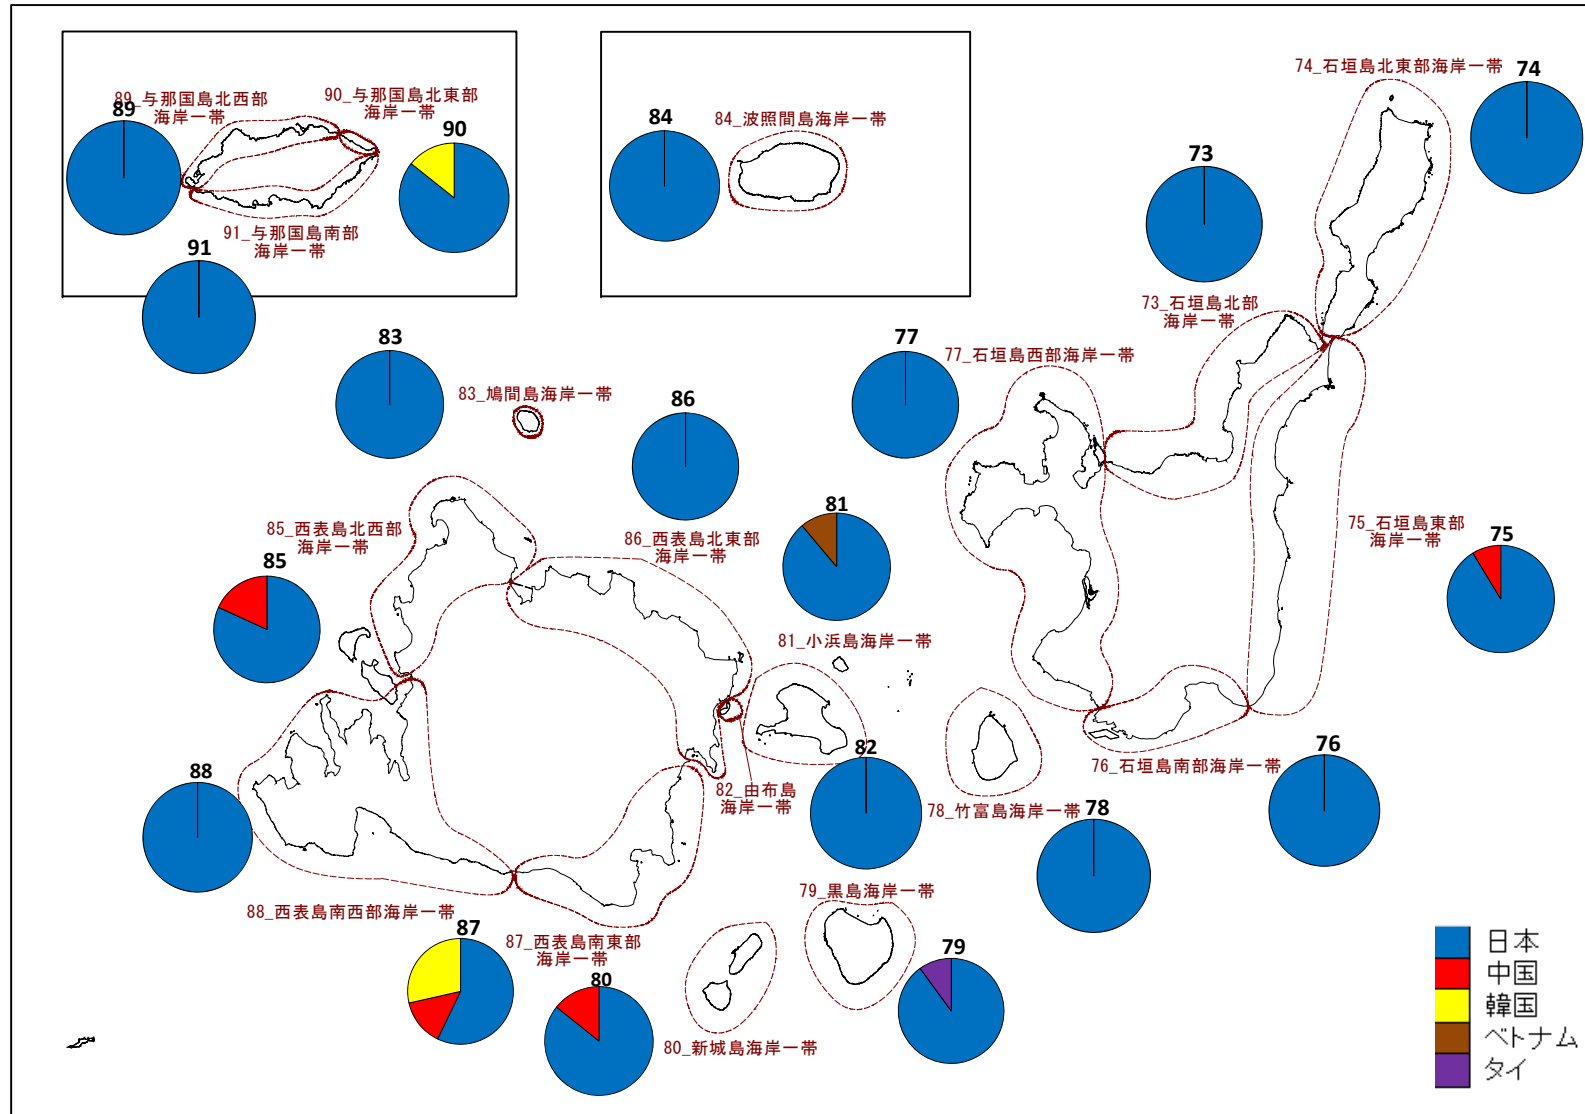 74_石垣島北東部海岸一帯
74
89_与那国島北西部
海岸一帯
89
90_与那国島北東部
海岸一帯
90
84
84_波照間島海岸一帯
73
91_与那国島南部
海岸一帯
91
73_石垣島北部
海岸一帯
83
83_鳩間島海岸一帯
77
77_石垣島西部海岸一帯
86
86_西表島北東部
海岸一帯
81
81_小浜島海岸一帯
85_西表島北西部
海岸一帯
85
75_石垣島東部
海岸一帯
75
82
82_由布島
海岸一帯
76
76_石垣島南部海岸一帯
88
88_西表島南西部海岸一帯
78_竹富島海岸一帯
78
79_黒島海岸一帯
79
87
87_西表島南東部
海岸一帯
80
80_新城島海岸一帯
日本
中国
韓国
ベトナム
タイ